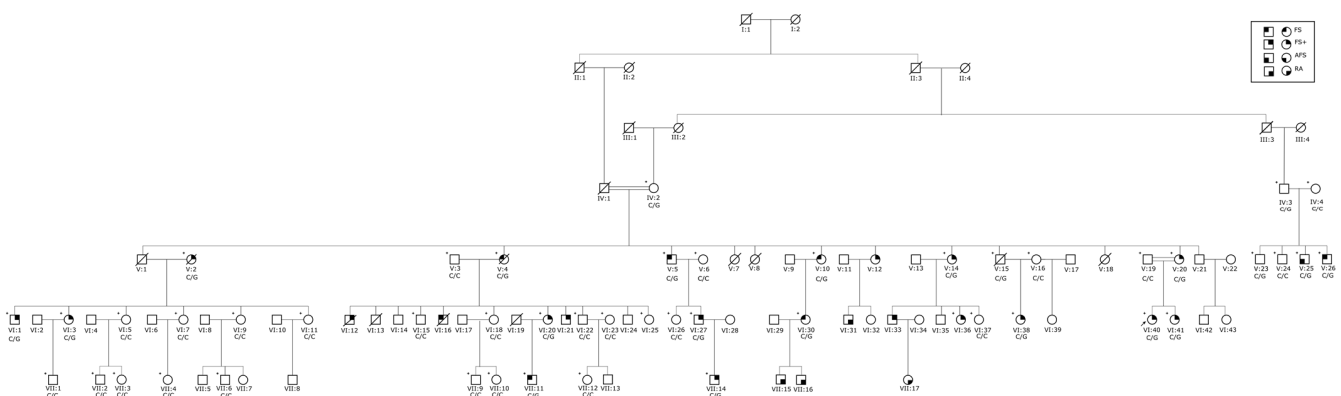 I:1 I:2
FS
FS+
AFS
RA
II:1 II:2 II:3 II:4
III:1 III:2 III:3 III:4
IV:1 IV:2 IV:3 IV:4
C/G C/G C/C
V:1 V:2 V:3 V:4 V:5 V:6 V:7 V:8 V:9 V:10 V:11 V:12 V:13 V:14 V:15 V:16 V:17 V:18 V:19 V:20 V:21 V:22 V:23 V:24 V:25 V:26
C/G C/C C/G C/G C/C C/G C/G C/G C/C C/C C/G C/G C/C C/G C/G
VI:1 VI:2 VI:3 VI:4 VI:5 VI:6 VI:7 VI:8 VI:9 VI:10 VI:11 VI:12 VI:13 VI:14 VI:15 VI:16 VI:17 VI:18 VI:19 VI:20 VI:21 VI:22 VI:23 VI:24 VI:25 VI:26 VI:27 VI:28 VI:29 VI:30 VI:31 VI:32 VI:33 VI:34 VI:35 VI:36 VI:37 VI:38 VI:39 VI:40 VI:41 VI:42 VI:43
C/G C/G C/C C/C C/C C/C C/C C/C C/G C/C C/C C/C C/G C/G C/C C/G C/G C/G
VII:1 VII:2 VII:3 VII:4 VII:5 VII:6 VII:7 VII:8 VII:9 VII:10 VII:11 VII:12 VII:13 VII:14 VII:15 VII:16 VII:17
C/C C/C C/C C/C C/C C/C C/C C/G C/C C/G